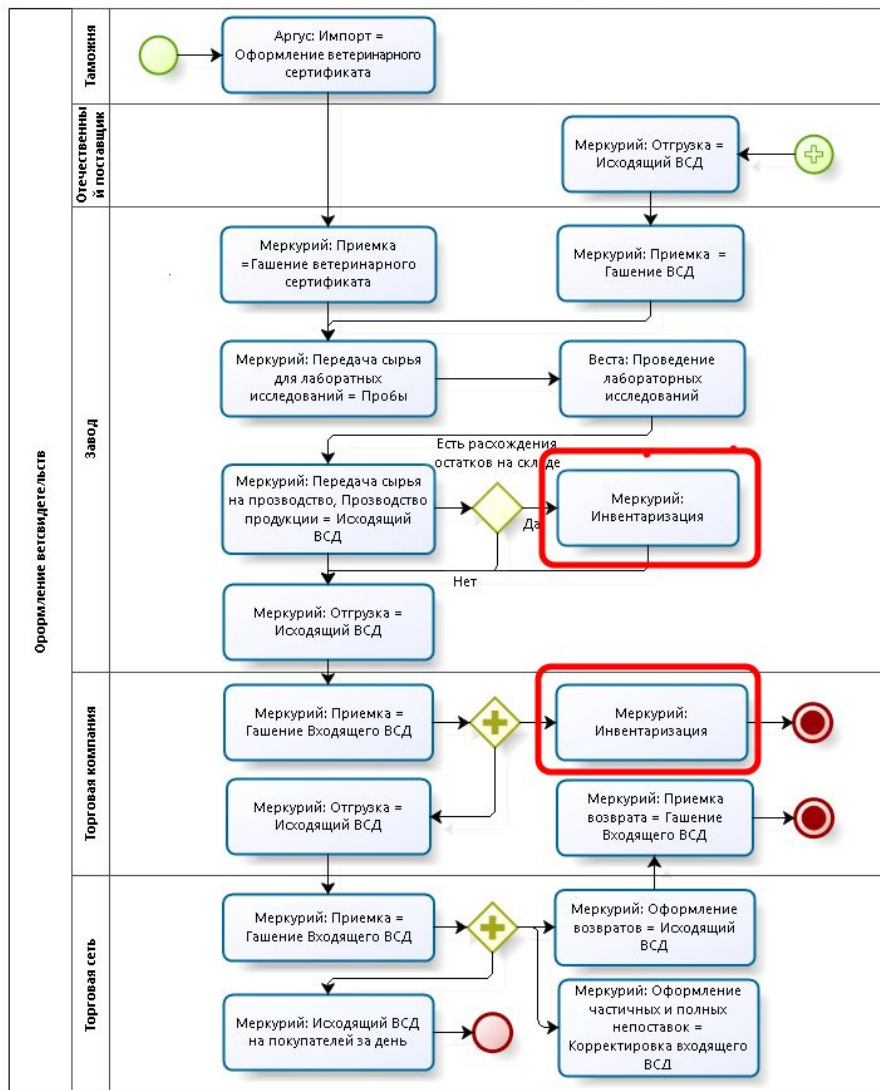 Орормление ветсвидетельств
Таможня
Аргус: Импорт =
Оформление ветеринарного
сертификата
Отечественны
й поставщик
Меркурий: Отгрузка =
Исходящий ВСД
Завод
Меркурий: Приемка
=Гашение ветеринарного
сертификата
Меркурий: Приемка =
Гашение ВСД
Меркурий: Передача сырья
для лаборатных
исследований = Пробы
Веста: Проведение
лабораторных
исследований
Есть расхождения
остатков на складе
Меркурий: Передача сырья
на прозводство, Прозводство
продукции = Исходящий
ВСД
Да
Меркурий:
Инвентаризация
Нет
Меркурий: Отгрузка =
Исходящий ВСД
Торговая компания
Меркурий: Приемка =
Гашение Входящего ВСД
Меркурий:
Инвентаризация
Меркурий: Отгрузка =
Исходящий ВСД
Меркурий: Приемка
возврата = Гашение
Входящего ВСД
Торговая сеть
Меркурий: Приемка =
Гашение Входящего ВСД
Меркурий: Оформление
возвратов = Исходящий
ВСД
Меркурий: Исходящий ВСД
на покупателей за день
Меркурий: Оформление
частичных и полных
непоставок =
Корректировка входящего
ВСД